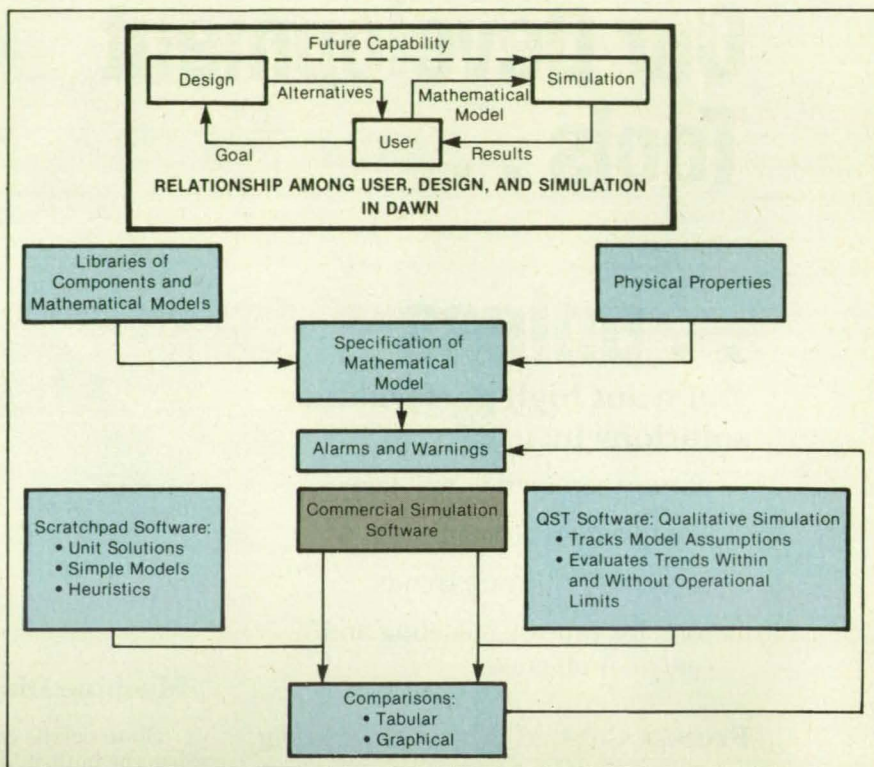 Future Capability
Design
Simulation
Alternatives
Mathematical
Model
User
Goal
Results
RELATIONSHIP AMONG USER, DESIGN, AND SIMULATION
IN DAWN
Libraries of
Components and
Mathematical Models
Physical Properties
Specification of
Mathematical
Model
Alarms and Warnings
Scratchpad Software:
• Unit Solutions
• Simple Models
• Heuristics
Commercial Simulation
Software
QST Software: Qualitative Simulation
• Tracks Model Assumptions
• Evaluates Trends Within
and Without Operational
Limits
Comparisons:
• Tabular
• Graphical